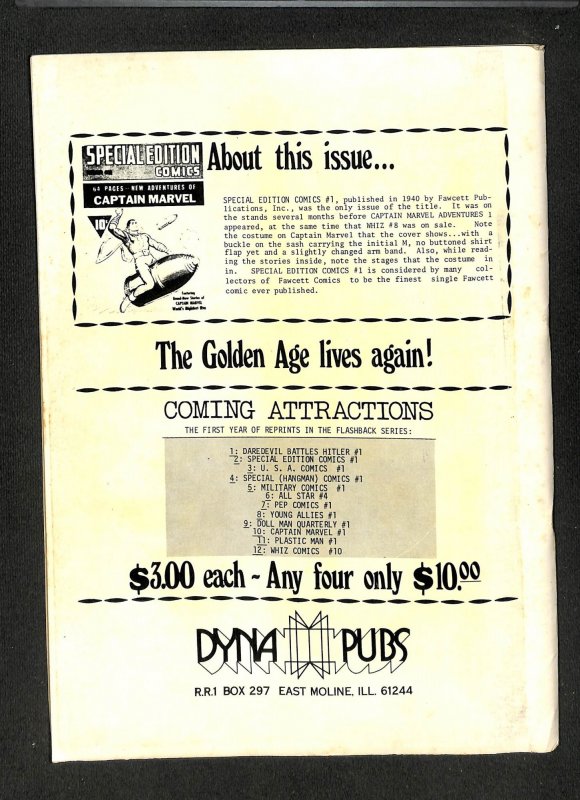 SPECIAL EDITION
COMICS
64 PAGES - NEW ADVENTURES OF
CAPTAIN MARVEL
10¢
Featuring
Brand-New Stories of
CAPTAIN MARVEL
World's Mightiest Man
About this issue...
SPECIAL EDITION COMICS #1, published in 1940 by Fawcett Pub-
lications, Inc., was the only issue of the title. It was on
the stands several months before CAPTAIN MARVEL ADVENTURES 1
appeared, at the same time that WHIZ #8 was on sale. Note
the costume on Captain Marvel that the cover shows...with a
buckle on the sash carrying the initial M, no buttoned shirt
flap yet and a slightly changed arm band. Also, while read-
ing the stories inside, note the stages that the costume in
in. SPECIAL EDITION COMICS #1 is considered by many col-
lectors of Fawcett Comics to be the finest single Fawcett
comic ever published.
The Golden Age lives again!
COMING ATTRACTIONS
THE FIRST YEAR OF REPRINTS IN THE FLASHBACK SERIES:
1: DAREDEVIL BATTLES HITLER #1
2: SPECIAL EDITION COMICS #1
3: U. S. A. COMICS #1
4: SPECIAL (HANGMAN) COMICS #1
5: MILITARY COMICS #1
6: ALL STAR #4
7: PEP COMICS #1
8: YOUNG ALLIES #1
9: DOLL MAN QUARTERLY #1
10: CAPTAIN MARVEL #1
11: PLASTIC MAN #1
12: WHIZ COMICS #10
$3.00 each ~ Any four only $10.00
DYNA PUBS
R.R.1 BOX 297 EAST MOLINE, ILL. 61244